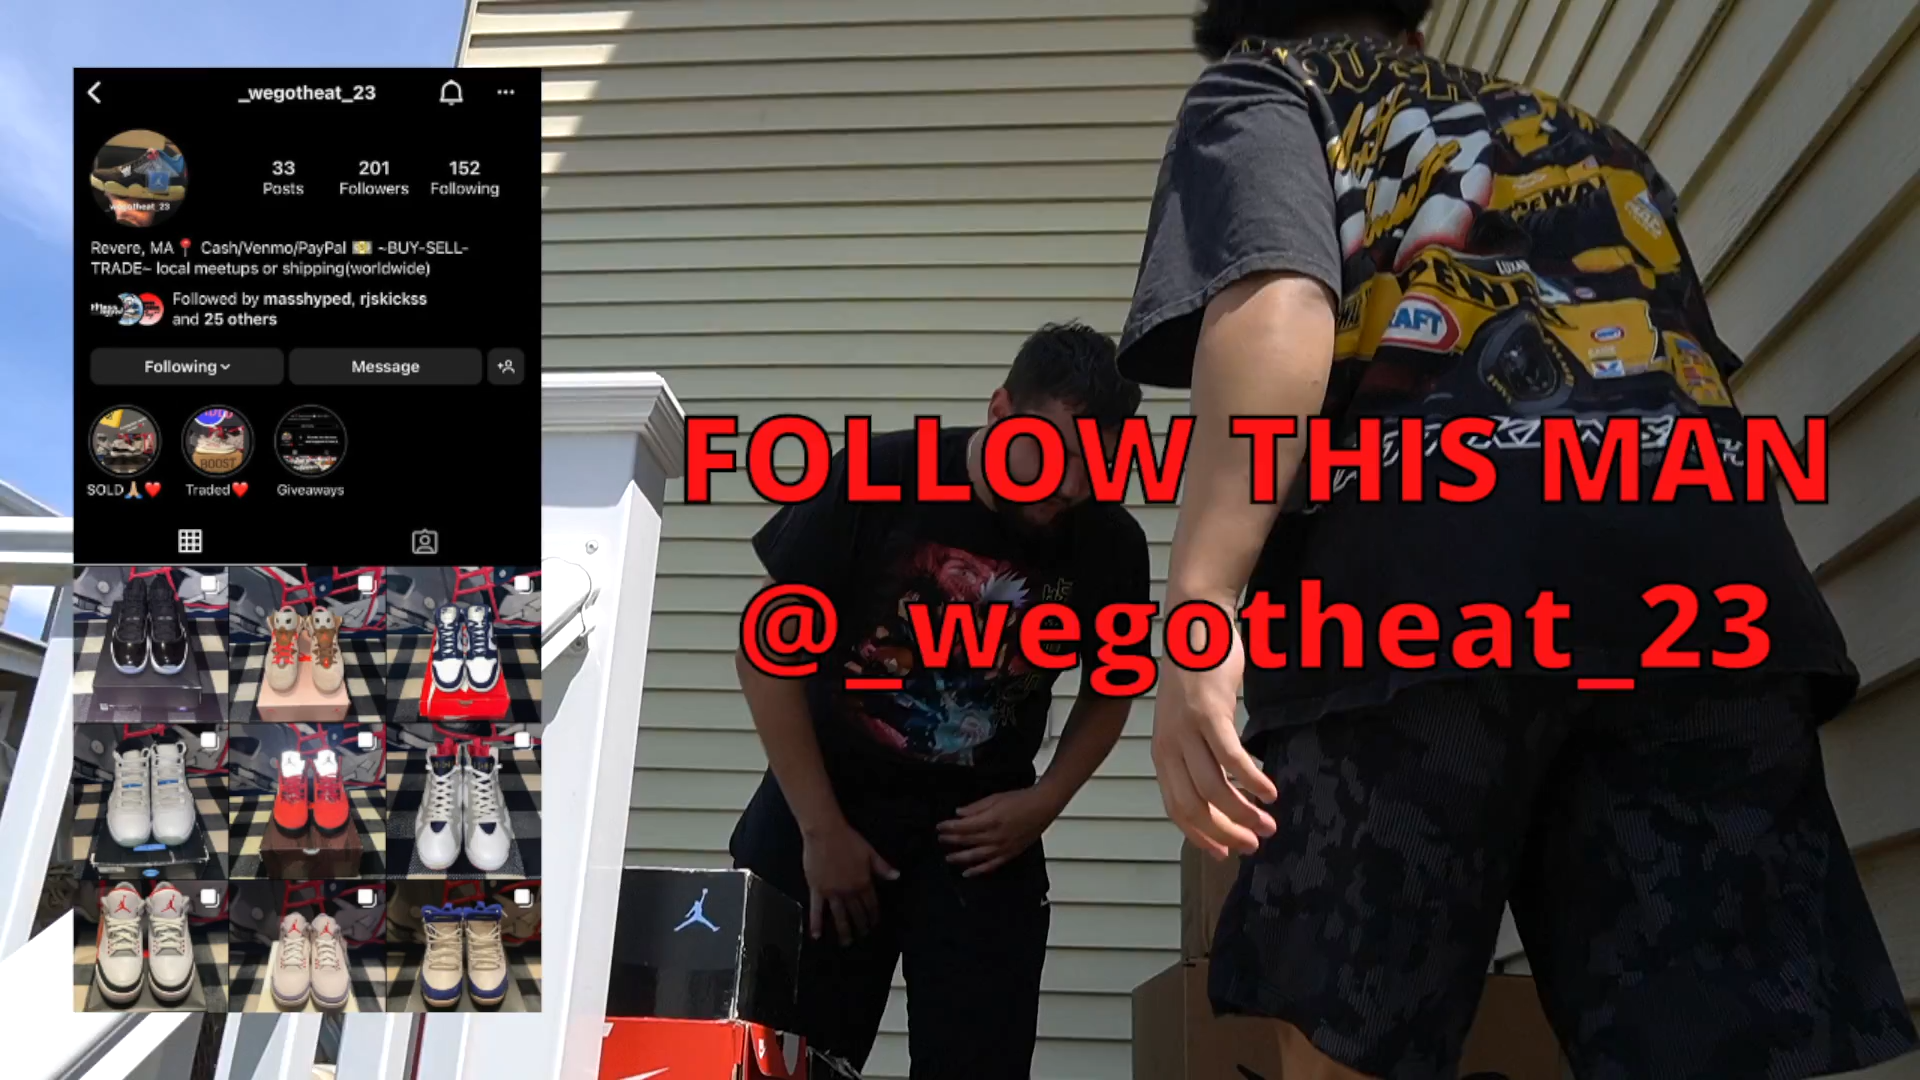 _wegotheat_23
33
201
152
Posts
Followers
Following
Revere, MA📍 Cash/Venmo/PayPal 💵 ~BUY-SELL-
TRADE~ local meetups or shipping(worldwide)
Followed by masshyped, rjskickss
and 25 others
Following
Message
SOLD🙏🏼❤️
Traded❤️
Giveaways
BOOST
FOLLOW THIS MAN
@_wegotheat_23